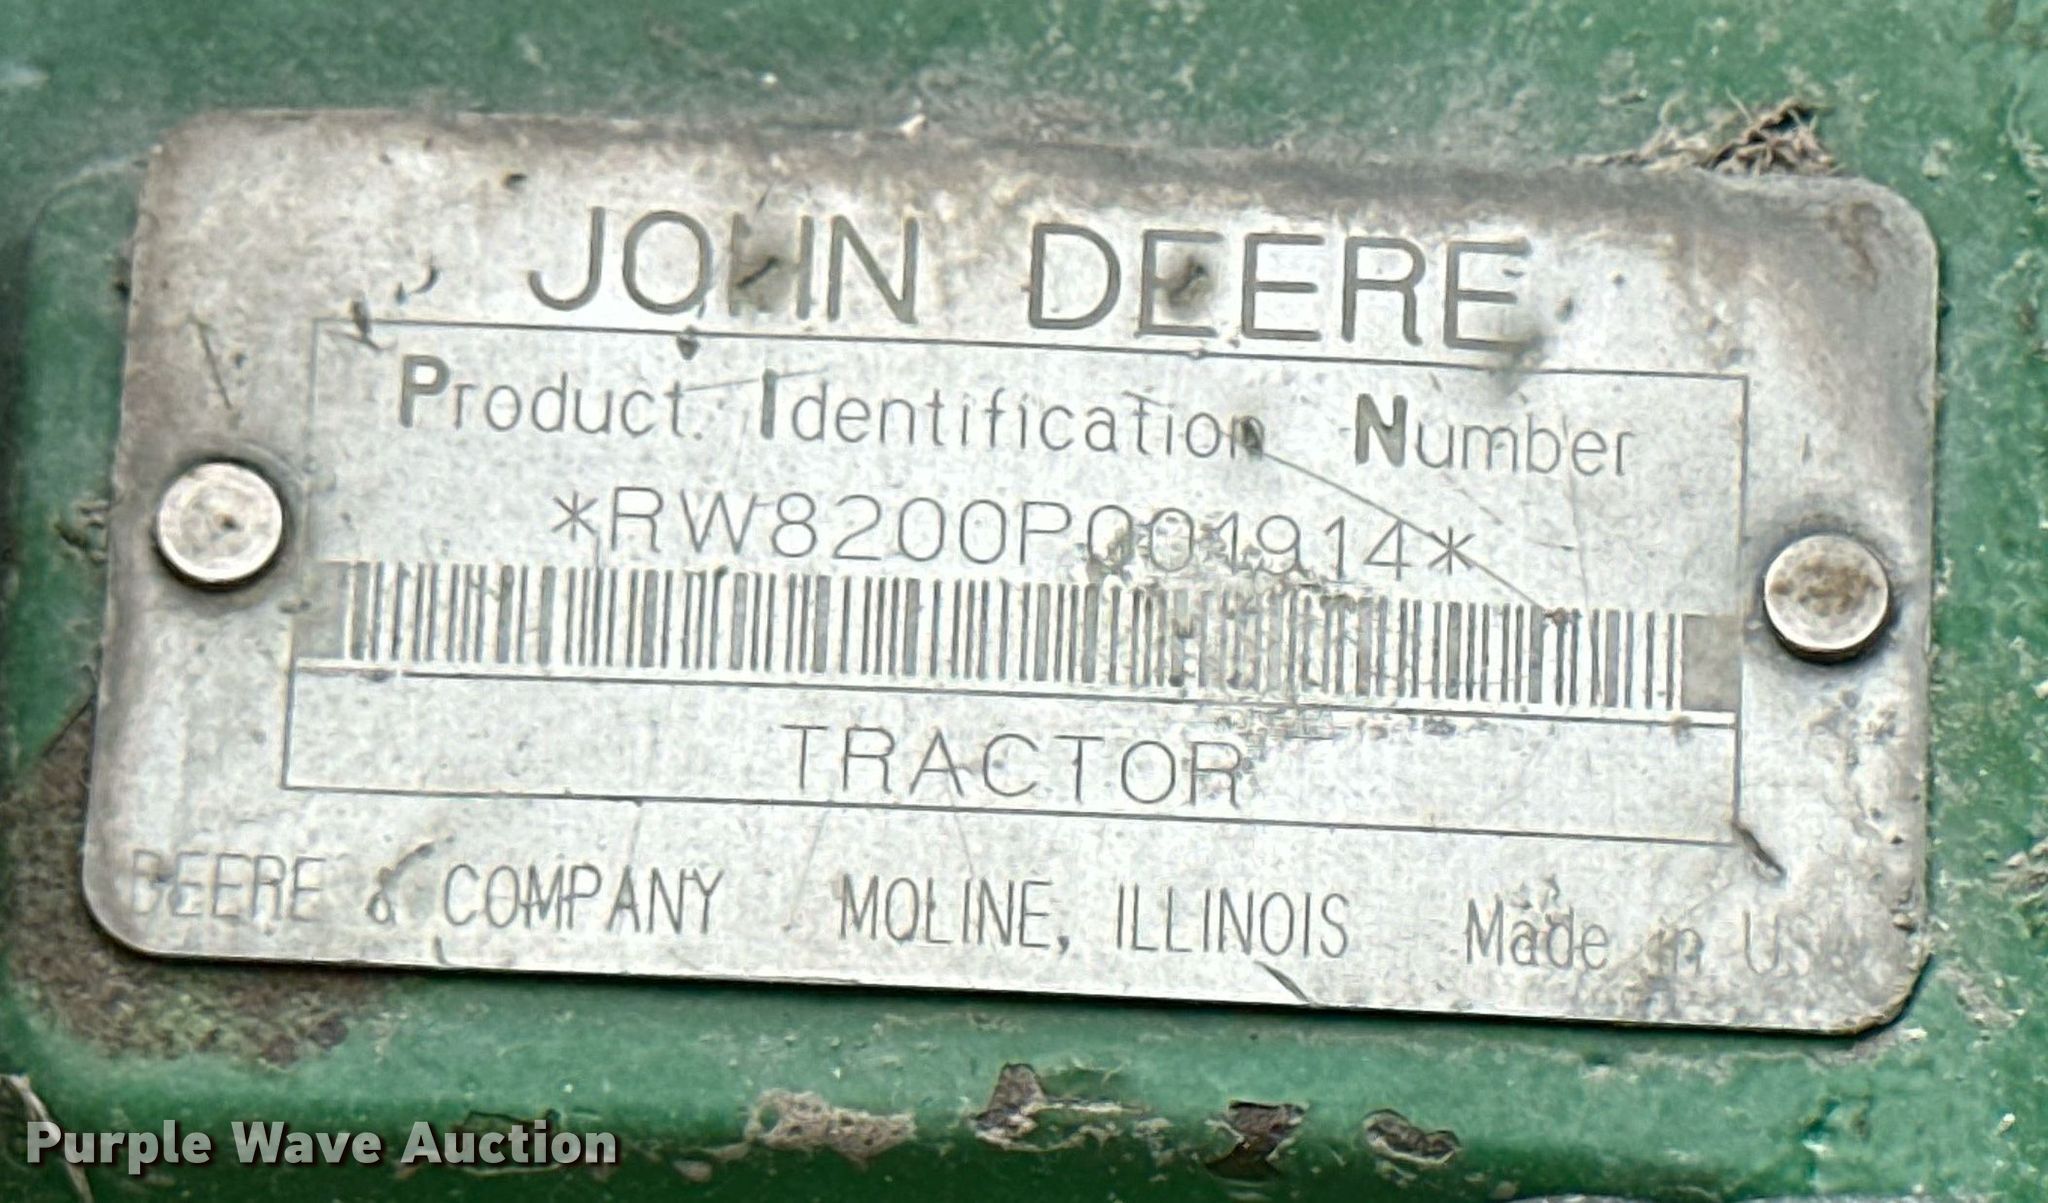 JOHN DEERE
Product Identification Number
*RW8200P001914*
TRACTOR
DEERE & COMPANY MOLINE, ILLINOIS Made in USA
Purple Wave Auction